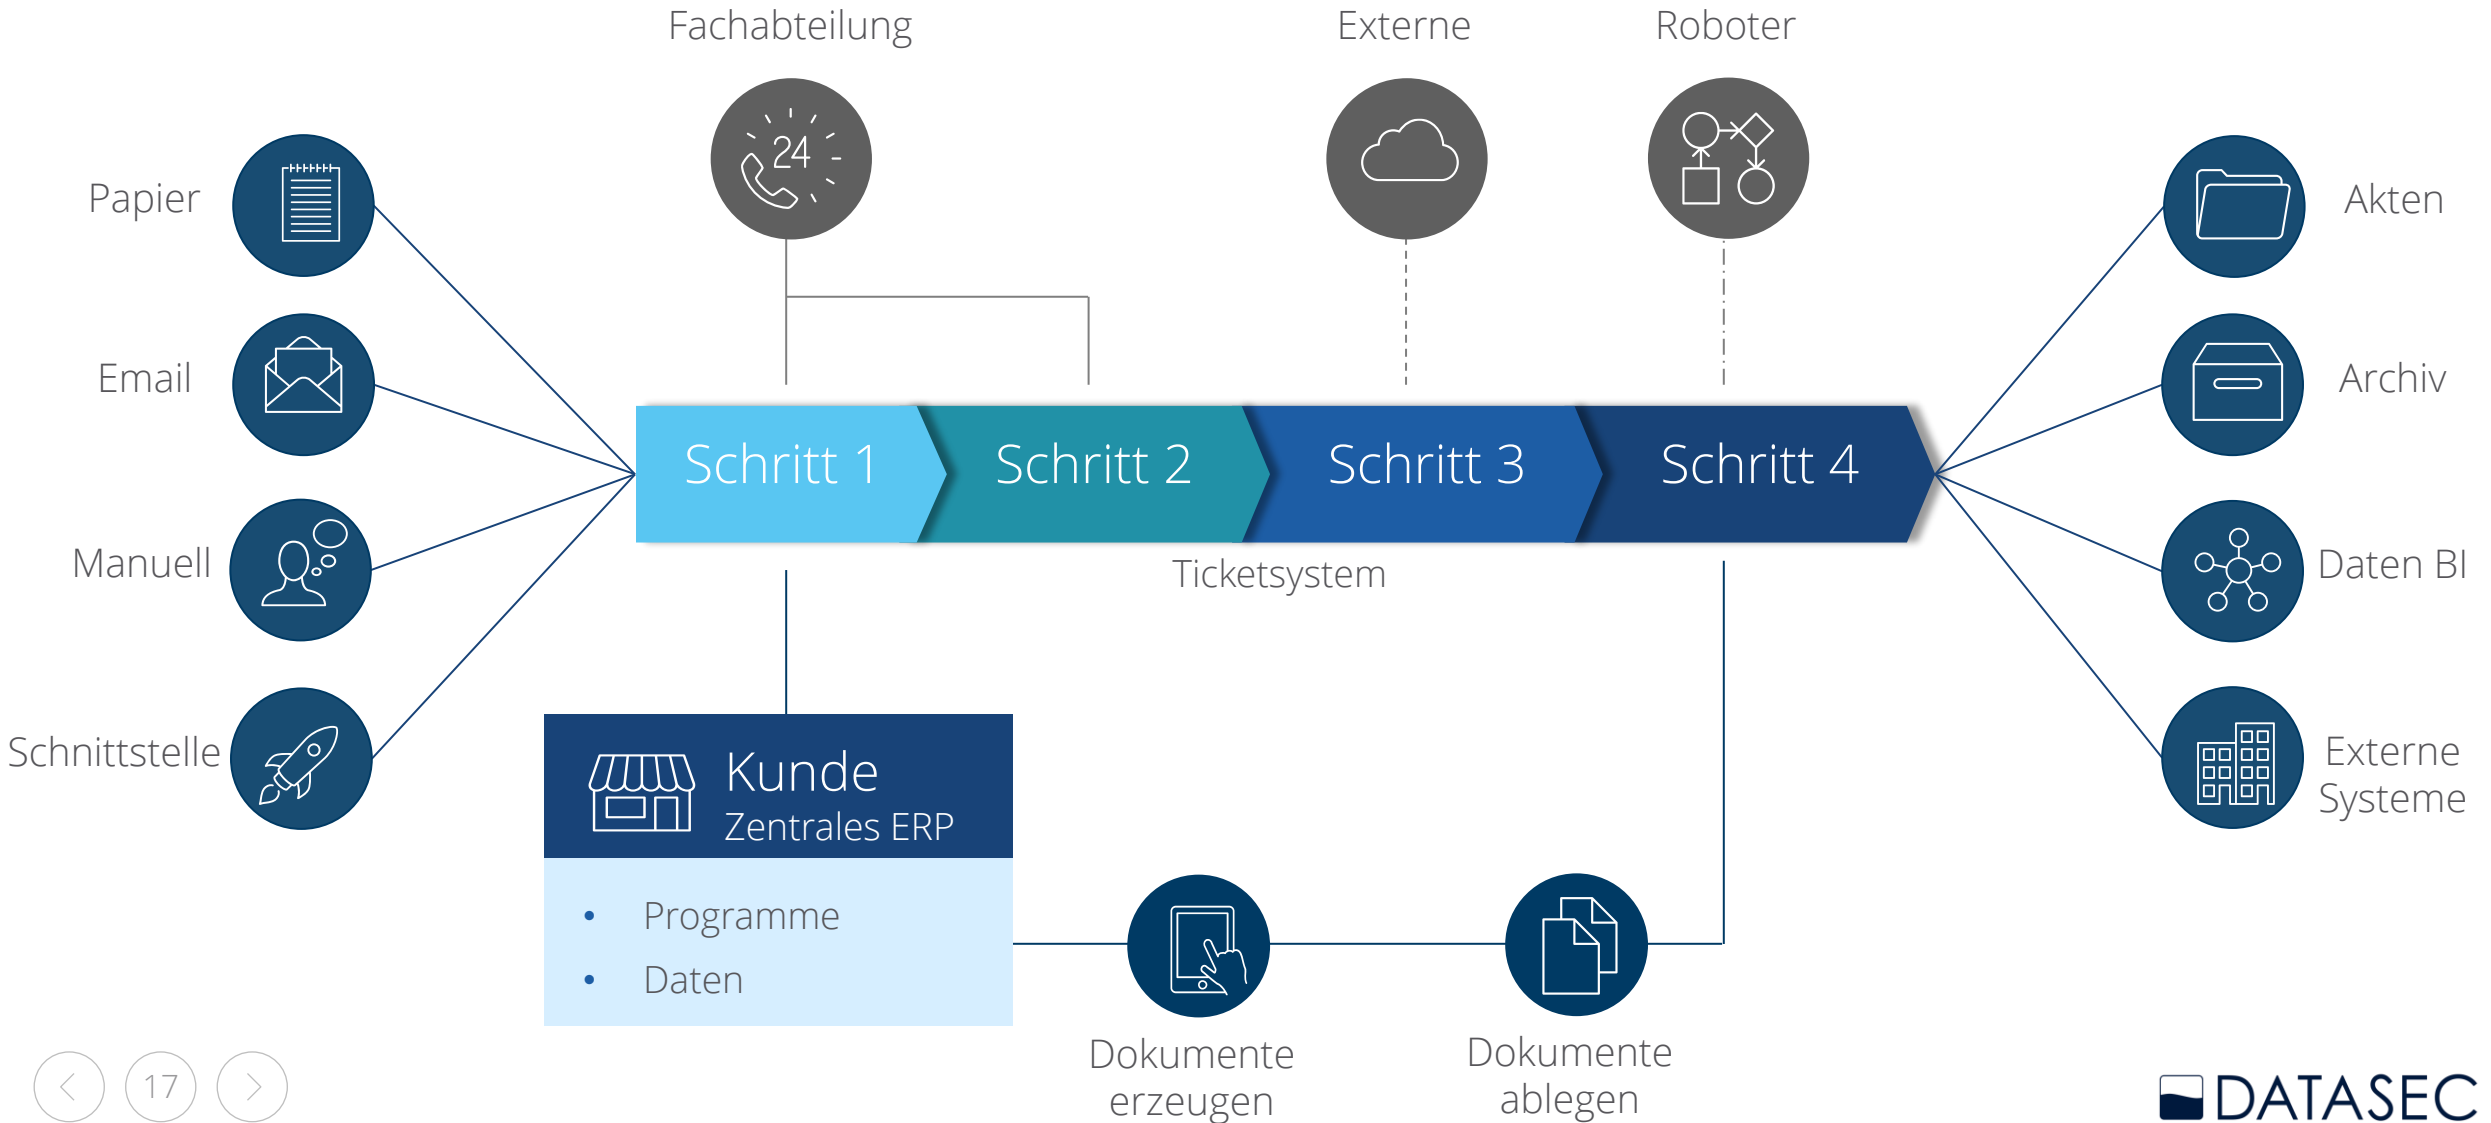 Fachabteilung
Externe
Roboter
24
Papier
Email
Manuell
Schnittstelle
Schritt 1
Schritt 2
Schritt 3
Schritt 4
Ticketsystem
Akten
Archiv
Daten BI
Externe
Systeme
Kunde
Zentrales ERP
• Programme
• Daten
Dokumente
erzeugen
Dokumente
ablegen
17
DATASEC